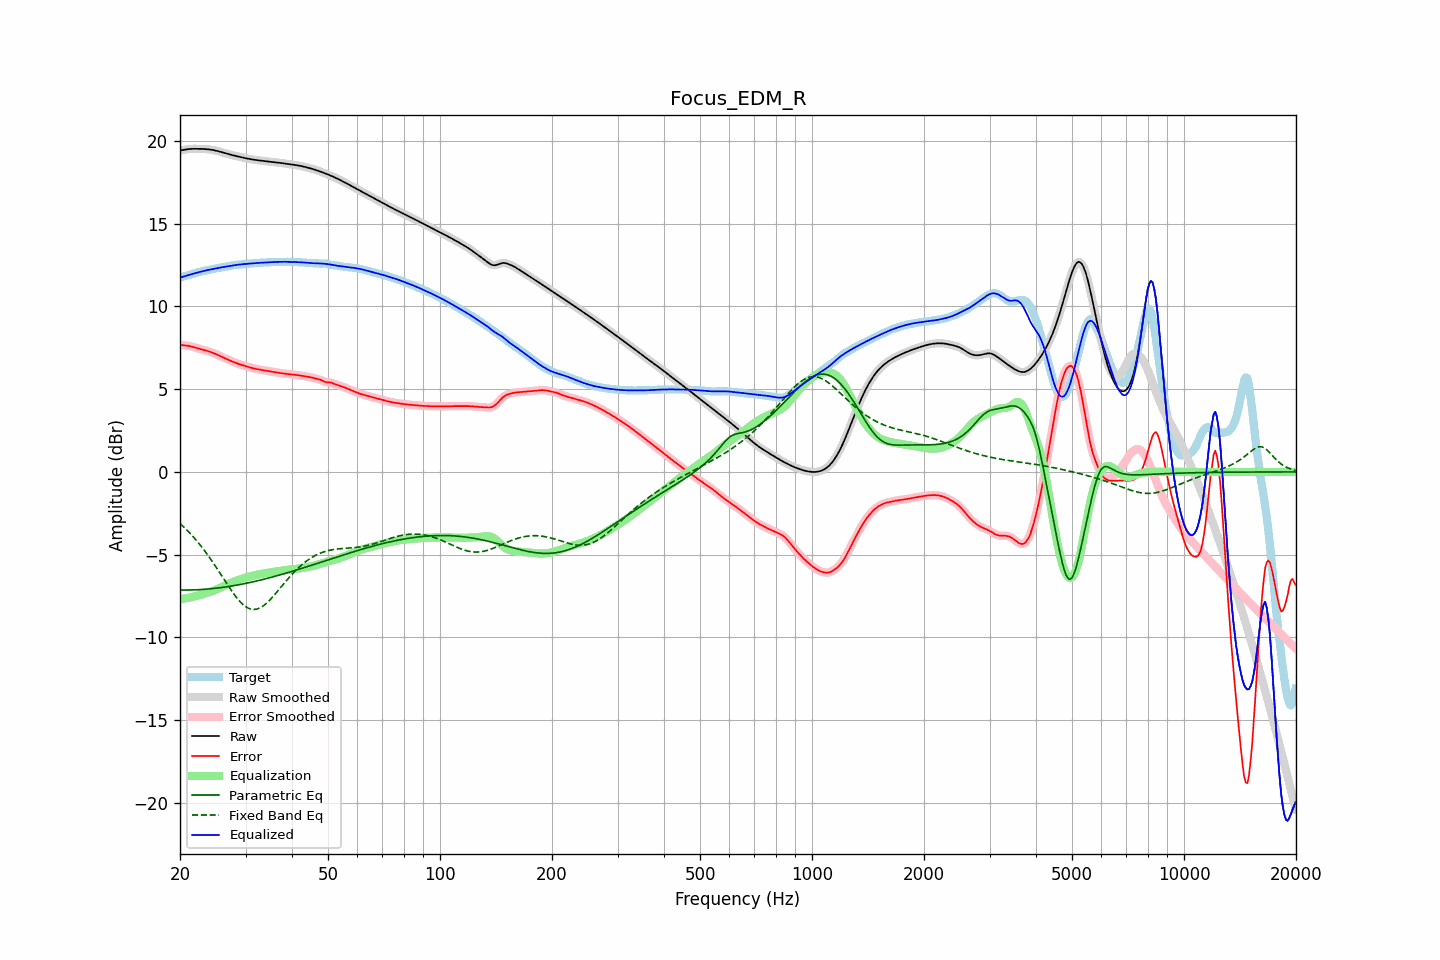 Focus_EDM_R
20
15
10
5
0
−5
−10
−15
−20
Amplitude (dBr)
Target
Raw Smoothed
Error Smoothed
Raw
Error
Equalization
Parametric Eq
Fixed Band Eq
Equalized
20 50 100 200 500 1000 2000 5000 10000 20000
Frequency (Hz)